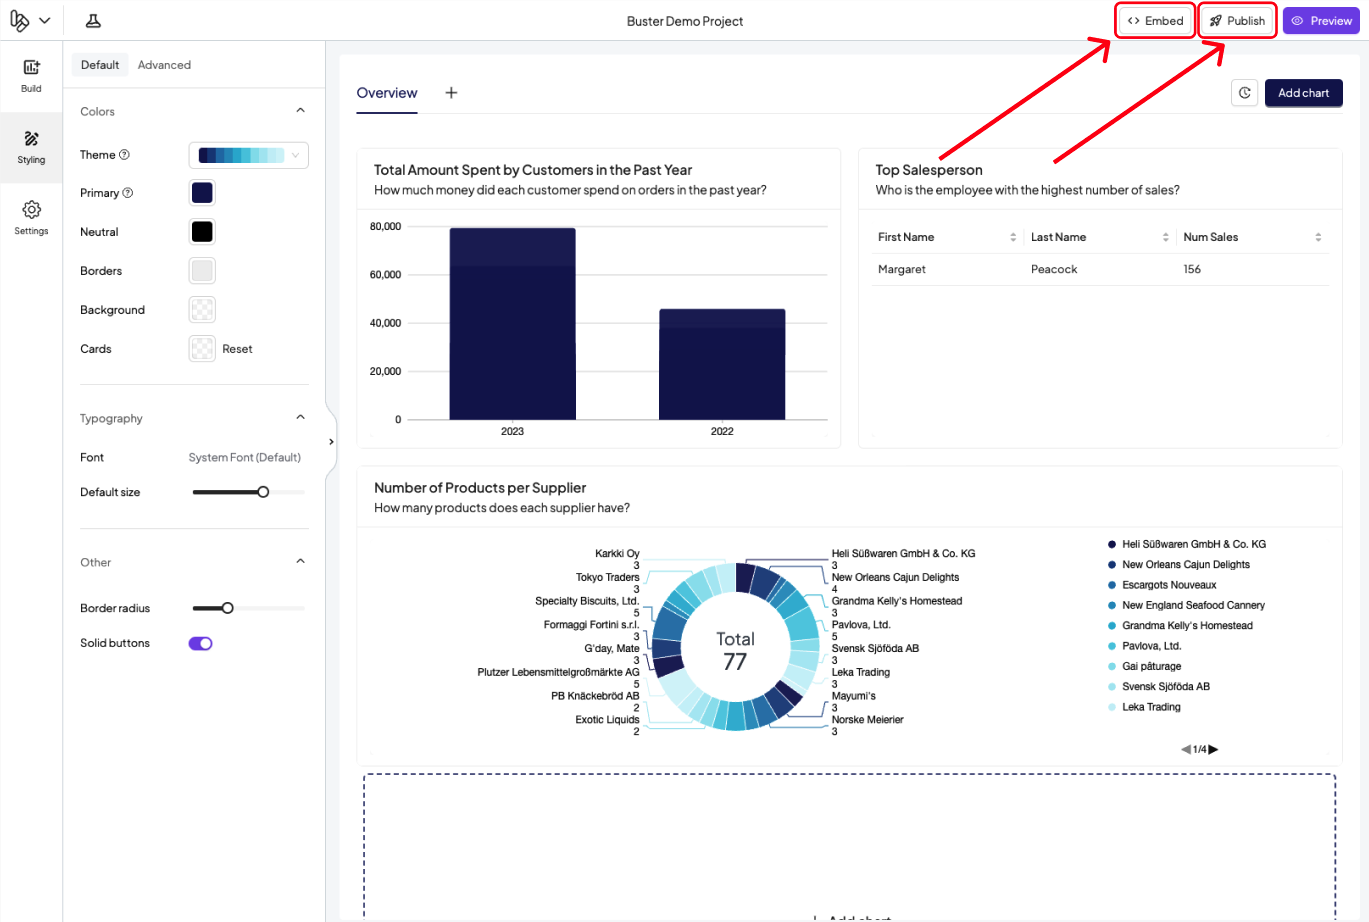 Buster Demo Project
Embed
Publish
Preview
Build
Styling
Settings
Default
Advanced
Colors
Theme
Primary
Neutral
Borders
Background
Cards
Reset
Typography
Font
System Font (Default)
Default size
Other
Border radius
Solid buttons
Overview
Add chart
Total Amount Spent by Customers in the Past Year
How much money did each customer spend on orders in the past year?
80,000
60,000
40,000
20,000
0
2023
2022
Top Salesperson
Who is the employee with the highest number of sales?
First Name
Last Name
Num Sales
Margaret
Peacock
156
Number of Products per Supplier
How many products does each supplier have?
Karkki Oy
3
Tokyo Traders
3
Specialty Biscuits, Ltd.
5
Formaggi Fortini s.r.l.
3
G'day, Mate
3
Plutzer Lebensmittelgroßmärkte AG
5
PB Knäckebröd AB
2
Exotic Liquids
2
Total
77
Heli Süßwaren GmbH & Co. KG
3
New Orleans Cajun Delights
4
Grandma Kelly's Homestead
3
Pavlova, Ltd.
5
Svensk Sjöföda AB
3
Leka Trading
3
Mayumi's
3
Norske Meierier
3
Heli Süßwaren GmbH & Co. KG
New Orleans Cajun Delights
Escargots Nouveaux
New England Seafood Cannery
Grandma Kelly's Homestead
Pavlova, Ltd.
Gai pâturage
Svensk Sjöföda AB
Leka Trading
1/4
Add chart